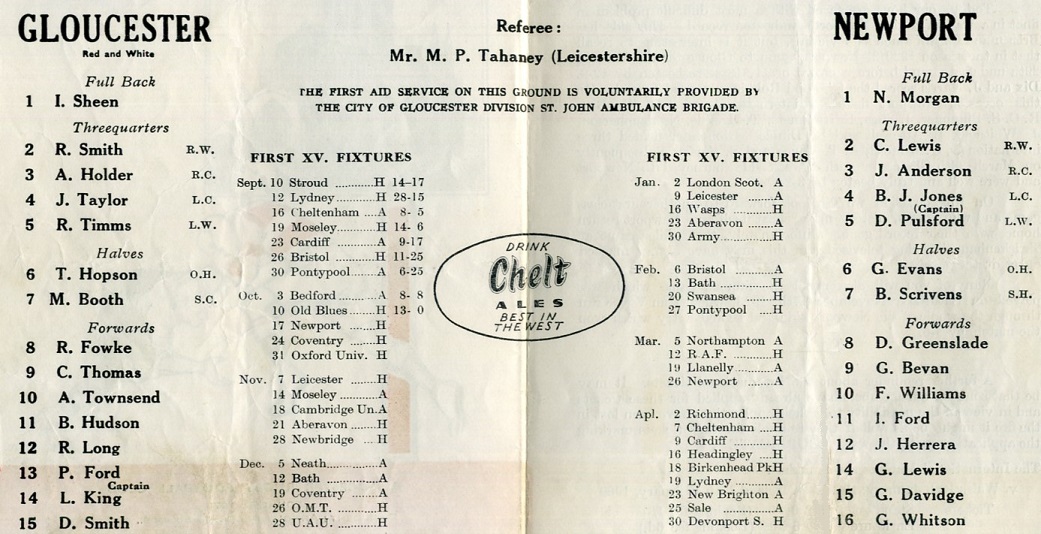 GLOUCESTER
Red and White
Full Back
1 I. Sheen
Threequarters
2 R. Smith R.W.
3 A. Holder R.C.
4 J. Taylor L.C.
5 R. Timms L.W.
Halves
6 T. Hopson O.H.
7 M. Booth S.C.
Forwards
8 R. Fowke
9 C. Thomas
10 A. Townsend
11 B. Hudson
12 R. Long
13 P. Ford
Captain
14 L. King
15 D. Smith
Referee:
Mr. M. P. Tahaney (Leicestershire)
THE FIRST AID SERVICE ON THIS GROUND IS VOLUNTARILY PROVIDED BY
THE CITY OF GLOUCESTER DIVISION ST. JOHN AMBULANCE BRIGADE.
FIRST XV. FIXTURES
Sept. 10 Stroud ...........H 14–17
12 Lydney...........H 28-15
16 Cheltenham ....A 8- 5
19 Moseley..........H 14- 6
23 Cardiff ...........A 9-17
26 Bristol ...........H 11-25
30 Pontypool.......A 6-25
Oct. 3 Bedford..........A 8- 8
10 Old Blues.......H 13- 0
17 Newport ........H
24 Coventry .......H
31 Oxford Univ. H
Nov. 7 Leicester ........H
14 Moseley .........A
18 Cambridge Un.A
21 Aberavon .......H
28 Newbridge ...H
Dec. 5 Neath.............A
12 Bath ..............A
19 Coventry .......A
26 O.M.T. ..........H
28 U.A.U. ..........H
DRINK
Chelt
ALES
BEST IN
THE WEST
FIRST XV. FIXTURES
Jan. 2 London Scot. A
9 Leicester .......A
16 Wasps ..........H
23 Aberavon ......A
30 Army.............H
Feb. 6 Bristol ..........A
13 Bath .............H
20 Swansea .......H
27 Pontypool ....H
Mar. 5 Northampton A
12 R.A.F. ..........H
19 Llanelly ........A
26 Newport .......A
Apl. 2 Richmond......H
7 Cheltenham ...H
9 Cardiff ..........H
16 Headingley ....H
18 Birkenhead PkH
19 Lydney ..........A
23 New Brighton A
25 Sale ..............A
30 Devonport S. H
NEWPORT
Full Back
1 N. Morgan
Threequarters
2 C. Lewis R.W.
3 J. Anderson R.C.
4 B. J. Jones L.C.
(Captain)
5 D. Pulsford L.W.
Halves
6 G. Evans O.H.
7 B. Scrivens S.H.
Forwards
8 D. Greenslade
9 G. Bevan
10 F. Williams
11 I. Ford
12 J. Herrera
14 G. Lewis
15 G. Davidge
16 G. Whitson